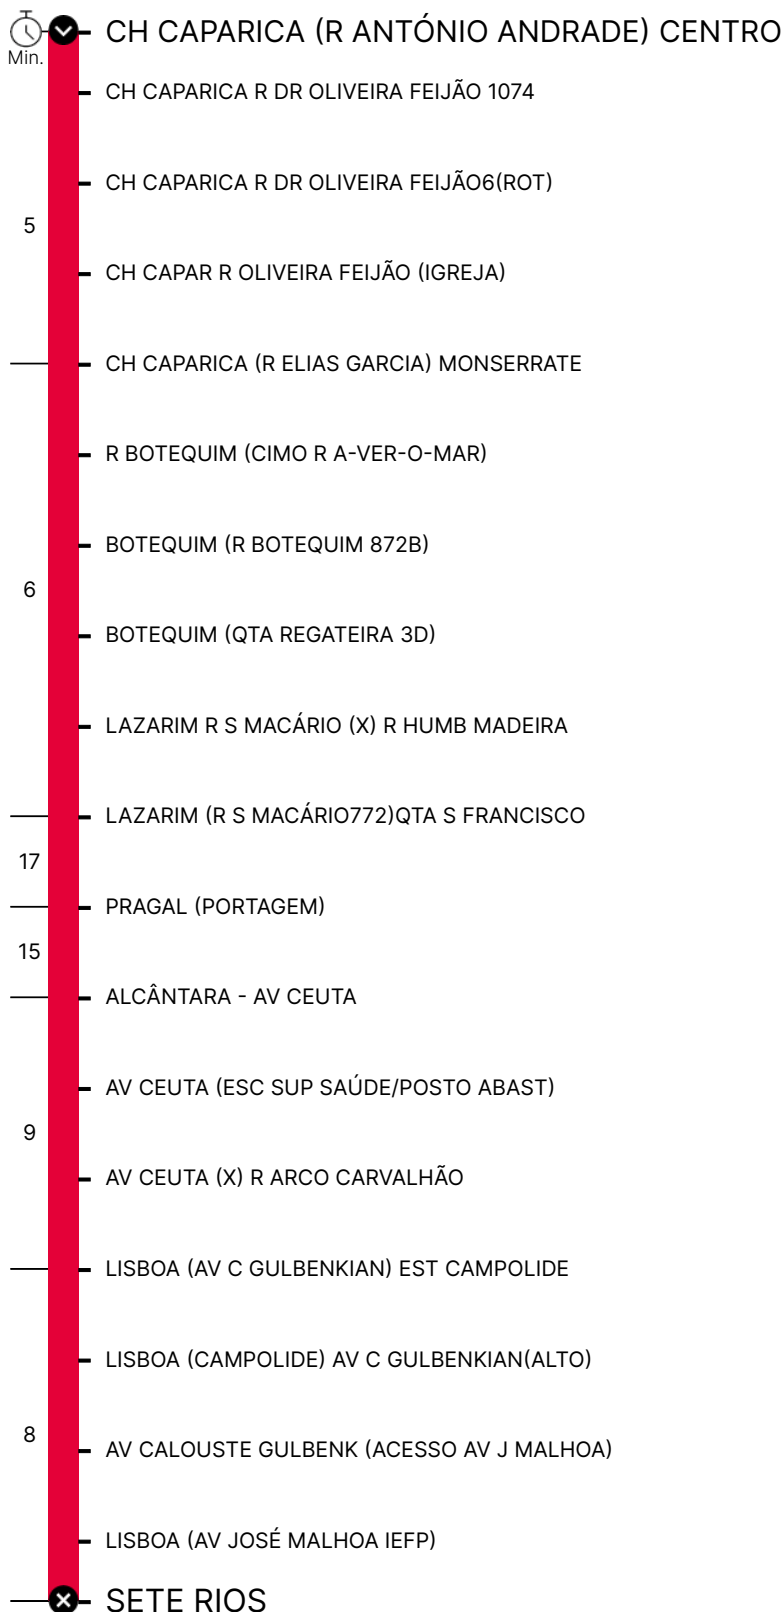 CH CAPARICA (R ANTÓNIO ANDRADE) CENTRO
Min.
CH CAPARICA R DR OLIVEIRA FEIJÃO 1074
CH CAPARICA R DR OLIVEIRA FEIJÃO6(ROT)
5
CH CAPAR R OLIVEIRA FEIJÃO (IGREJA)
CH CAPARICA (R ELIAS GARCIA) MONSERRATE
R BOTEQUIM (CIMO R A-VER-O-MAR)
BOTEQUIM (R BOTEQUIM 872B)
6
BOTEQUIM (QTA REGATEIRA 3D)
LAZARIM R S MACÁRIO (X) R HUMB MADEIRA
LAZARIM (R S MACÁRIO772)QTA S FRANCISCO
17
PRAGAL (PORTAGEM)
15
ALCÂNTARA - AV CEUTA
AV CEUTA (ESC SUP SAÚDE/POSTO ABAST)
9
AV CEUTA (X) R ARCO CARVALHÃO
LISBOA (AV C GULBENKIAN) EST CAMPOLIDE
LISBOA (CAMPOLIDE) AV C GULBENKIAN(ALTO)
8
AV CALOUSTE GULBENK (ACESSO AV J MALHOA)
LISBOA (AV JOSÉ MALHOA IEFP)
SETE RIOS